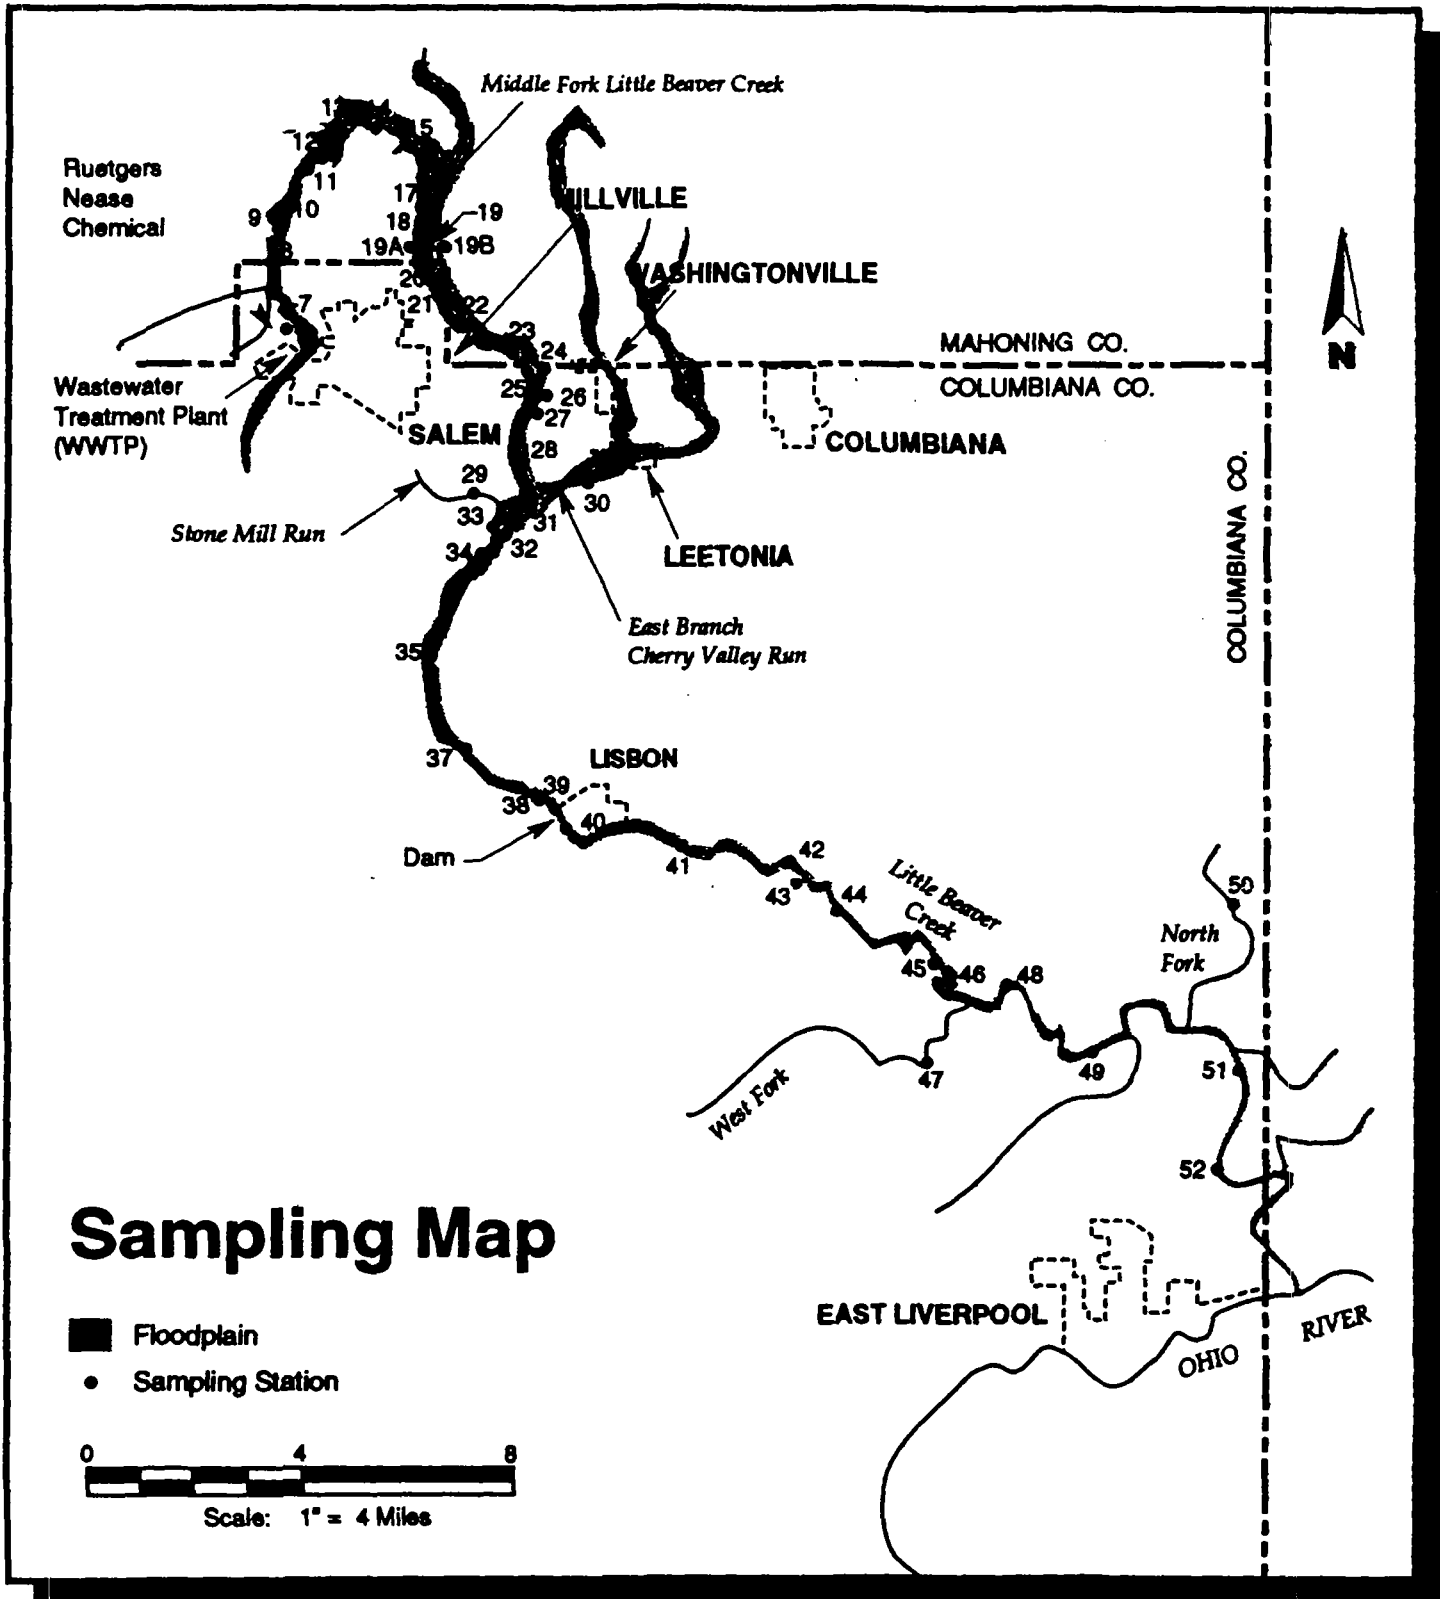 Middle Fork Little Beaver Creek
15
12
Ruetgers
Nease
Chemical
11
17
9
10
18
19
19A
19B
8
20
7
21
22
23
24
25
26
27
28
29
30
31
32
33
34
35
37
38
39
40
41
42
43
44
45
46
47
48
49
50
51
52
WASHINGTONVILLE
MAHONING CO.
COLUMBIANA CO.
N
Wastewater
Treatment Plant
(WWTP)
SALEM
COLUMBIANA
COLUMBIANA CO.
Stone Mill Run
LEETONIA
East Branch
Cherry Valley Run
LISBON
Dam
Little Beaver
Creek
North
Fork
West Fork
Sampling Map
Floodplain
Sampling Station
EAST LIVERPOOL
OHIO
RIVER
0 4 8
Scale: 1" = 4 Miles